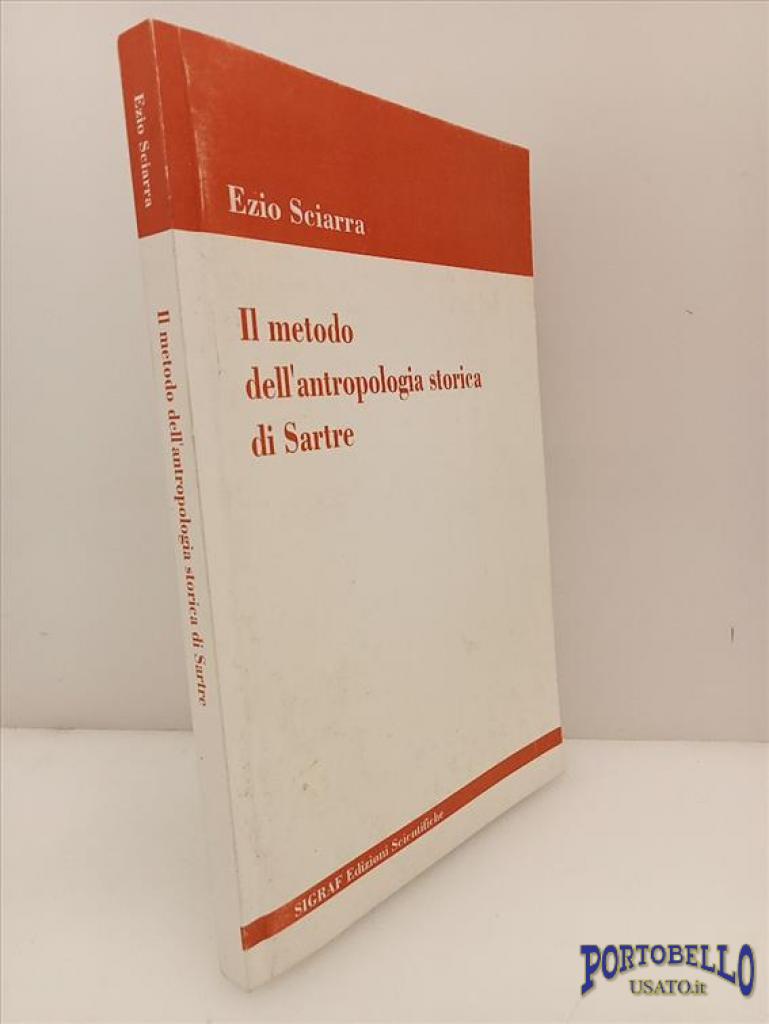 Ezio Sciarra
Il metodo dell'antropologia storica di Sartre
Ezio Sciarra
Il metodo
dell'antropologia storica
di Sartre
SIGRAF Edizioni Scientifiche
PORTOBELLO
USATO.it